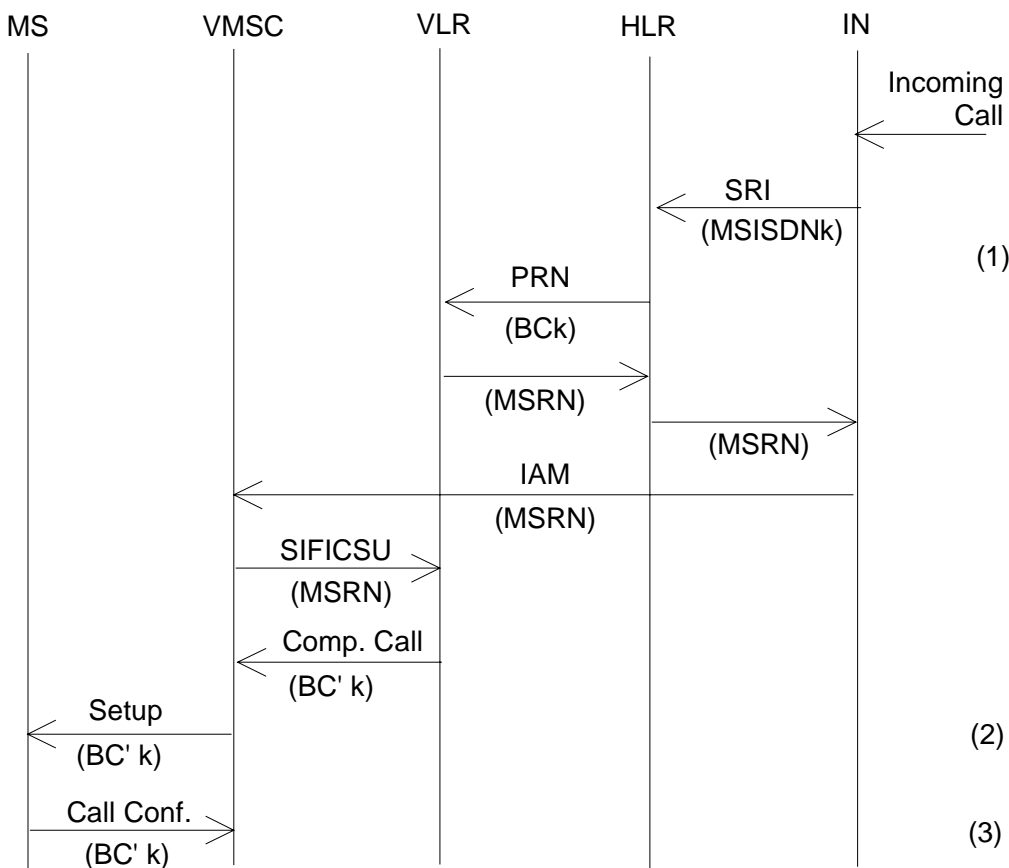 MS VMSC VLR HLR IN
Incoming
Call
SRI
(MSISDNk)
(1)
PRN
(BCk)
(MSRN)
(MSRN)
IAM
(MSRN)
SIFICSU
(MSRN)
Comp. Call
(BC' k)
Setup
(2)
(BC' k)
Call Conf.
(3)
(BC' k)